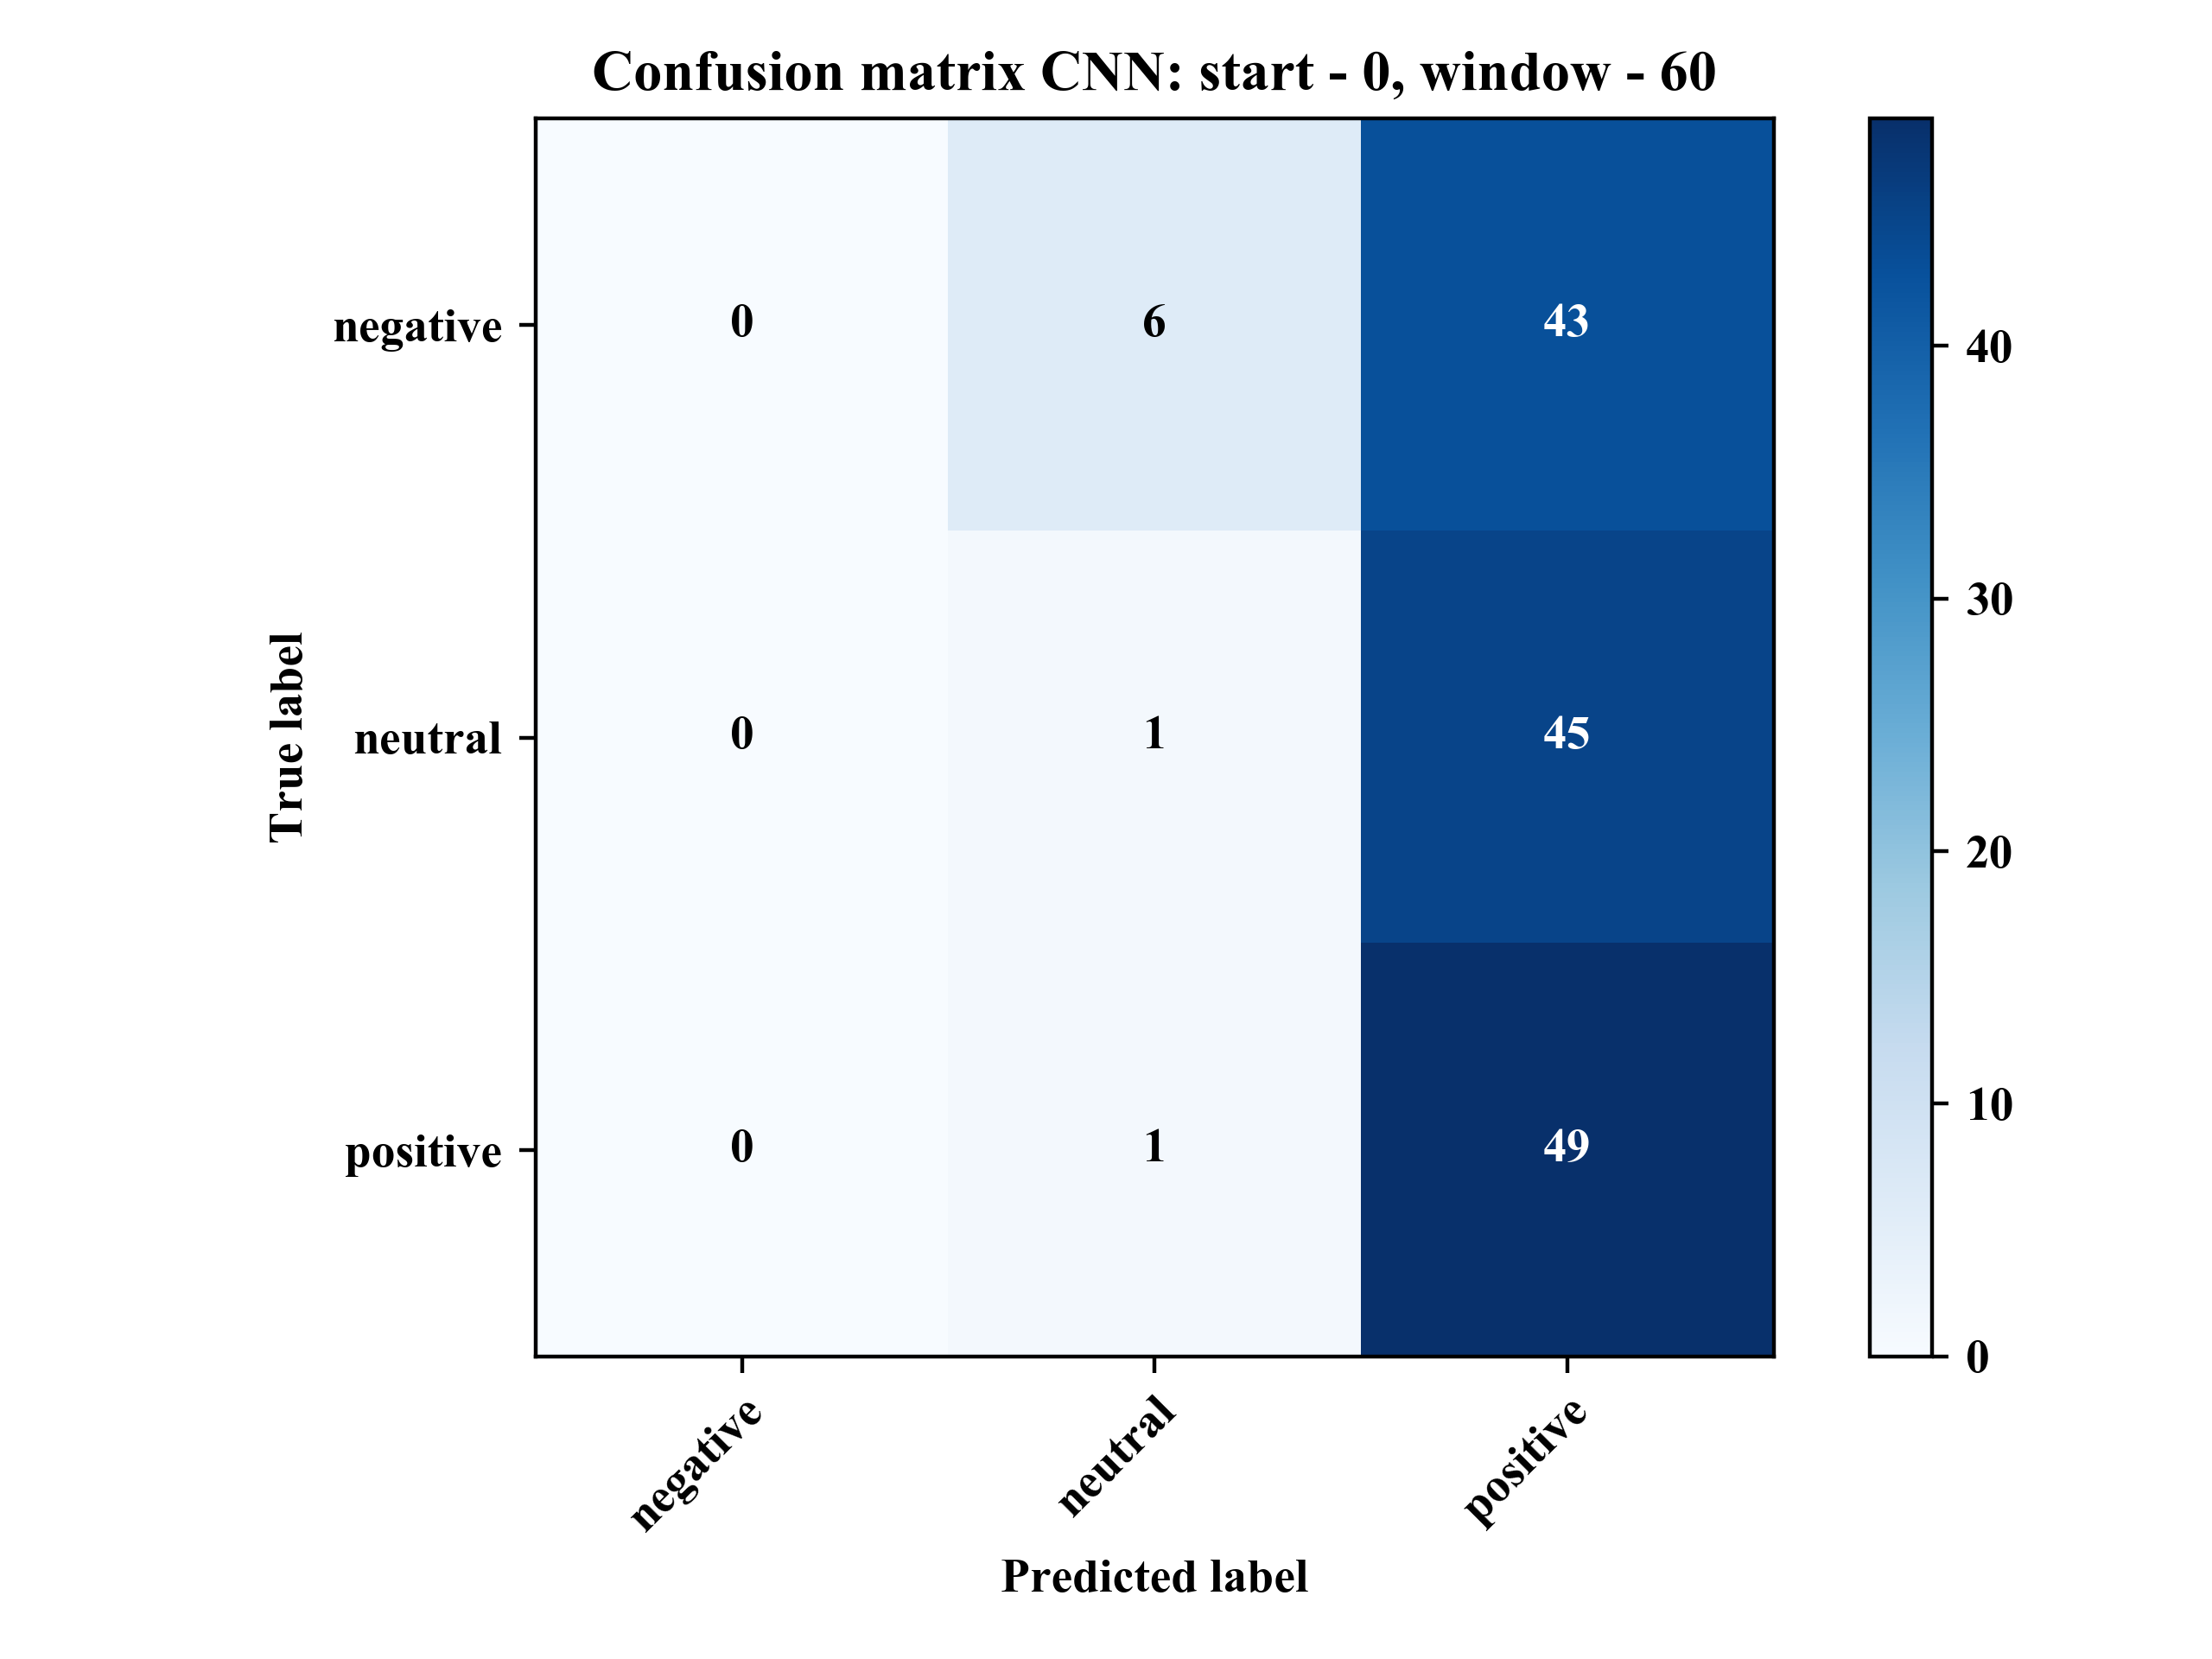 Confusion matrix CNN: start - 0, window - 60
True label
negative
0
6
43
neutral
0
1
45
positive
0
1
49
negative
neutral
positive
Predicted label
40
30
20
10
0